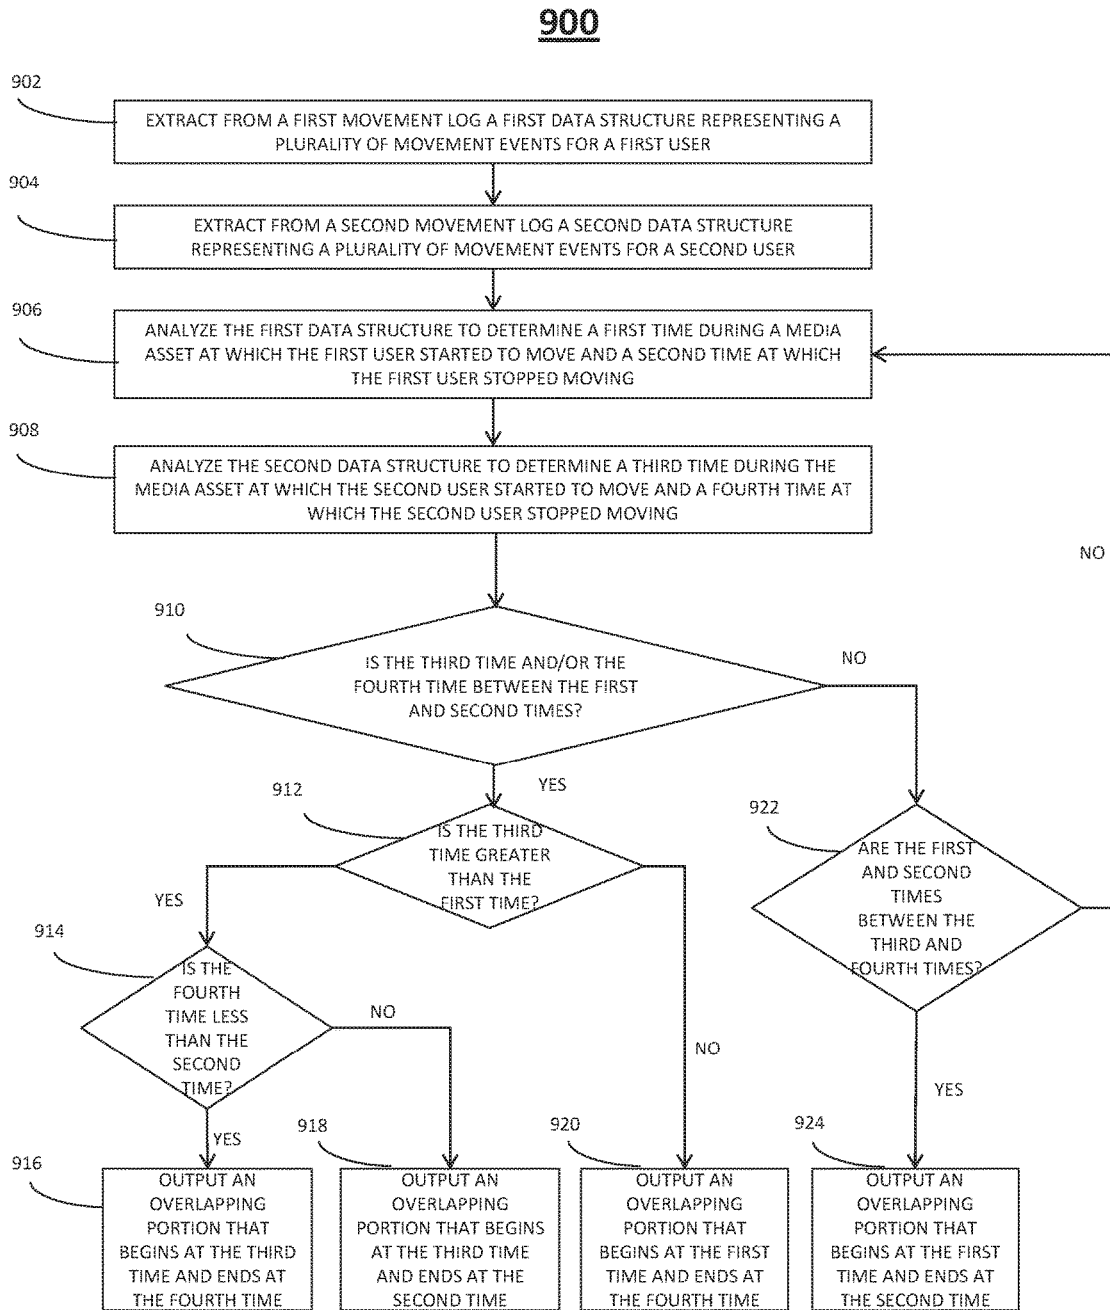 900
902
EXTRACT FROM A FIRST MOVEMENT LOG A FIRST DATA STRUCTURE REPRESENTING A
PLURALITY OF MOVEMENT EVENTS FOR A FIRST USER
904
EXTRACT FROM A SECOND MOVEMENT LOG A SECOND DATA STRUCTURE
REPRESENTING A PLURALITY OF MOVEMENT EVENTS FOR A SECOND USER
906
ANALYZE THE FIRST DATA STRUCTURE TO DETERMINE A FIRST TIME DURING A MEDIA
ASSET AT WHICH THE FIRST USER STARTED TO MOVE AND A SECOND TIME AT WHICH
THE FIRST USER STOPPED MOVING
908
ANALYZE THE SECOND DATA STRUCTURE TO DETERMINE A THIRD TIME DURING THE
MEDIA ASSET AT WHICH THE SECOND USER STARTED TO MOVE AND A FOURTH TIME AT
WHICH THE SECOND USER STOPPED MOVING
NO
910
IS THE THIRD TIME AND/OR THE
FOURTH TIME BETWEEN THE FIRST
AND SECOND TIMES?
NO
YES
912
IS THE THIRD
TIME GREATER
THAN THE
FIRST TIME?
922
ARE THE FIRST
AND SECOND
TIMES
BETWEEN THE
THIRD AND
FOURTH TIMES?
YES
914
IS THE
FOURTH
TIME LESS
THAN THE
SECOND
TIME?
NO
NO
YES
YES
916
OUTPUT AN
OVERLAPPING
PORTION THAT
BEGINS AT THE THIRD
TIME AND ENDS AT
THE FOURTH TIME
918
OUTPUT AN
OVERLAPPING
PORTION THAT BEGINS
AT THE THIRD TIME
AND ENDS AT THE
SECOND TIME
920
OUTPUT AN
OVERLAPPING
PORTION THAT
BEGINS AT THE FIRST
TIME AND ENDS AT
THE FOURTH TIME
924
OUTPUT AN
OVERLAPPING
PORTION THAT
BEGINS AT THE FIRST
TIME AND ENDS AT
THE SECOND TIME